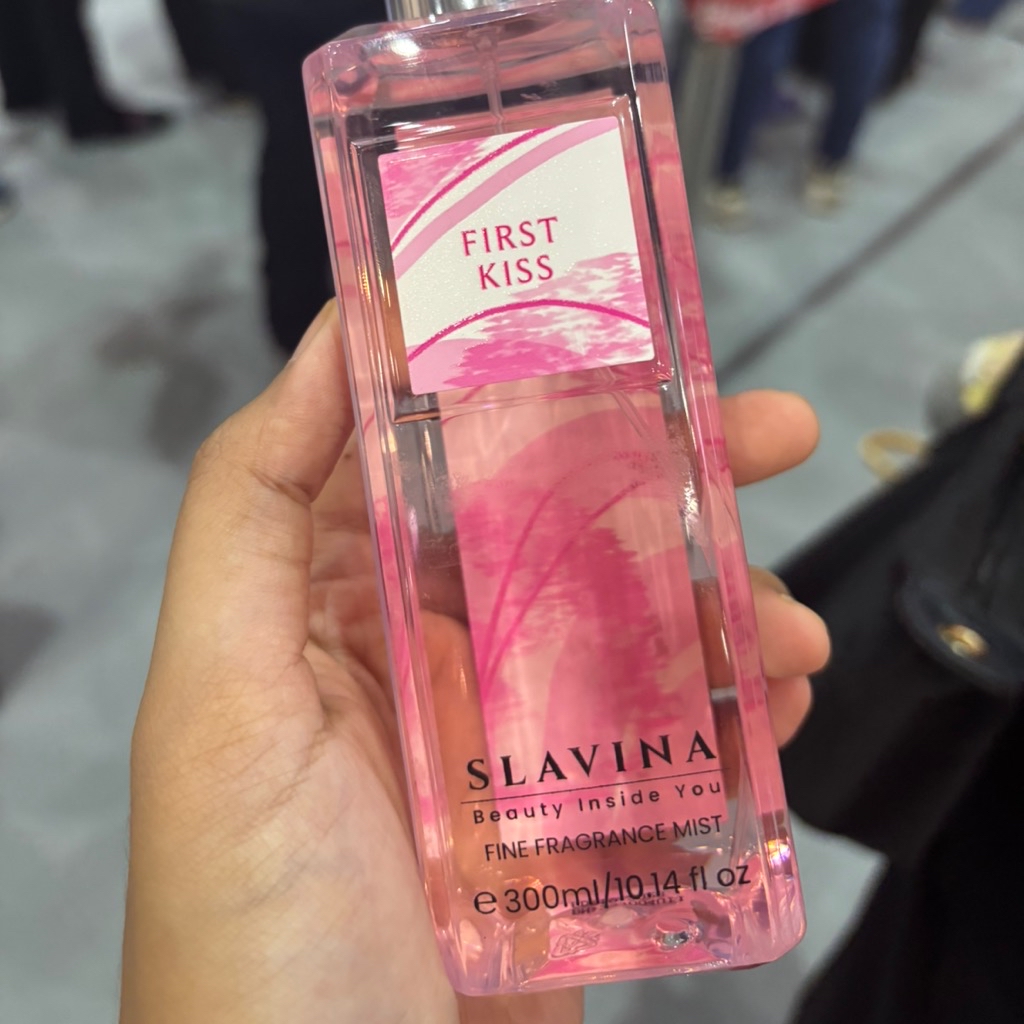 FIRST
KISS
SLAVINA
Beauty Inside You
FINE FRAGRANCE MIST
℮ 300ml/10.14 fl oz